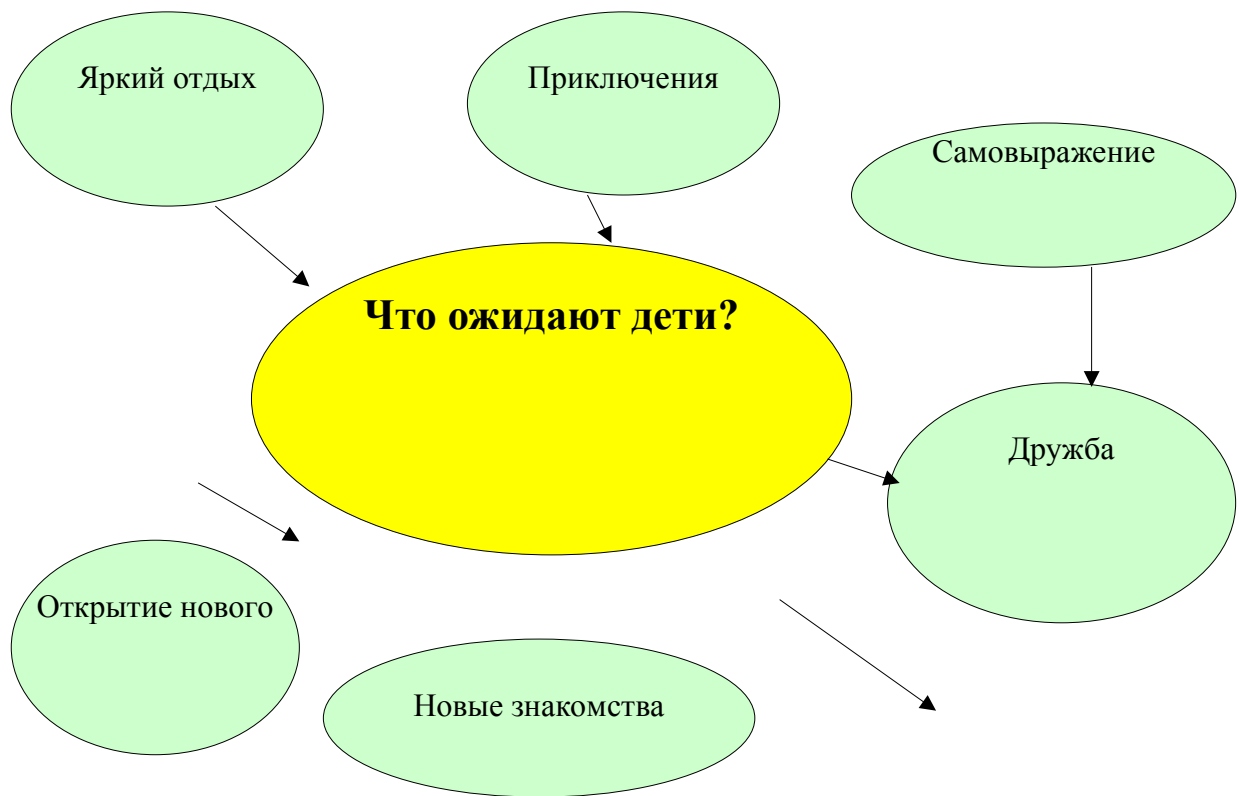 Яркий отдых
Приключения
Самовыражение
Что ожидают дети?
Дружба
Открытие нового
Новые знакомства